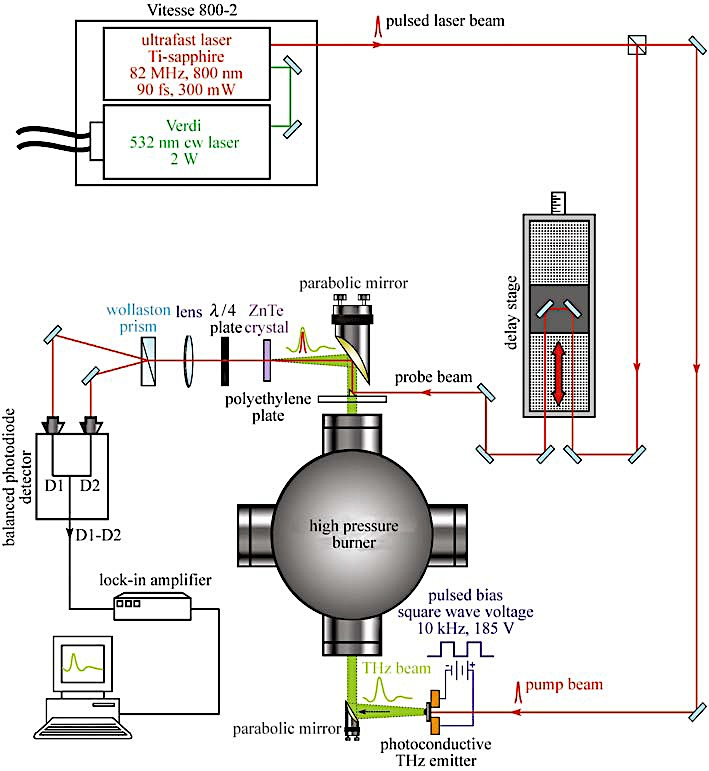 Vitesse 800-2
pulsed laser beam
ultrafast laser
Ti-sapphire
82 MHz, 800 nm
90 fs, 300 mW
Verdi
532 nm cw laser
2 W
delay stage
parabolic mirror
wollaston
prism
lens
λ/4
plate
ZnTe
crystal
probe beam
polyethylene
plate
balanced photodiode
detector
D1
D2
D1-D2
high pressure
burner
lock-in amplifier
pulsed bias
square wave voltage
10 kHz, 185 V
THz beam
- +
pump beam
parabolic mirror
photoconductive
THz emitter